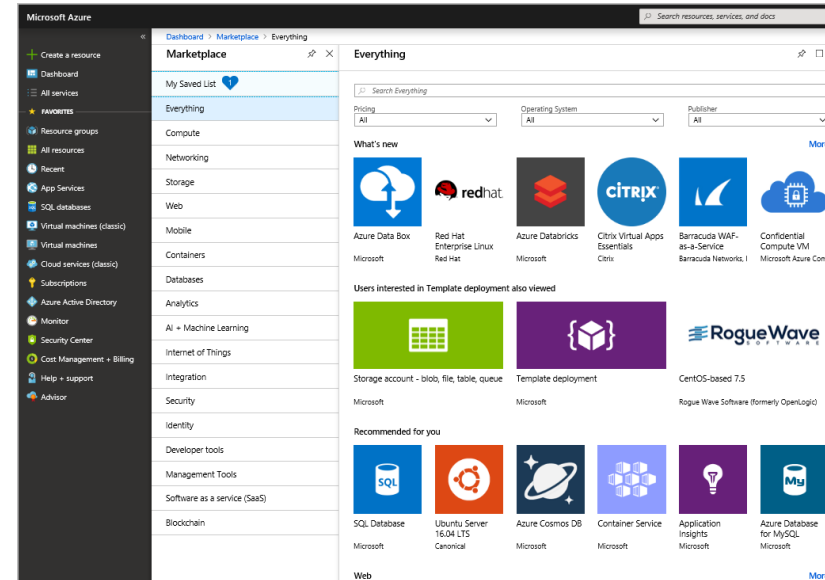 Microsoft Azure
Search resources, services, and docs
«
Create a resource
Dashboard
All services
FAVORITES
Resource groups
All resources
Recent
App Services
SQL databases
Virtual machines (classic)
Virtual machines
Cloud services (classic)
Subscriptions
Azure Active Directory
Monitor
Security Center
Cost Management + Billing
Help + support
Advisor
Dashboard > Marketplace > Everything
Marketplace
My Saved List 1
Everything
Compute
Networking
Storage
Web
Mobile
Containers
Databases
Analytics
AI + Machine Learning
Internet of Things
Integration
Security
Identity
Developer tools
Management Tools
Software as a service (SaaS)
Blockchain
Everything
Search Everything
Pricing
All
Operating System
All
Publisher
All
What's new
More
redhat
CİTRIX
Azure Data Box
Microsoft
Red Hat
Enterprise Linux
Red Hat
Azure Databricks
Microsoft
Citrix Virtual Apps
Essentials
Citrix
Barracuda WAF-
as-a-Service
Barracuda Networks, I
Confidential
Compute VM
Microsoft Azure Com
Users interested in Template deployment also viewed
RogueWave
SOFTWARE
Storage account - blob, file, table, queue
Microsoft
Template deployment
Microsoft
CentOS-based 7.5
Rogue Wave Software (formerly OpenLogic)
Recommended for you
SQL
My
SQL Database
Microsoft
Ubuntu Server
16.04 LTS
Canonical
Azure Cosmos DB
Microsoft
Container Service
Microsoft
Application
Insights
Microsoft
Azure Database
for MySQL
Microsoft
Web
More